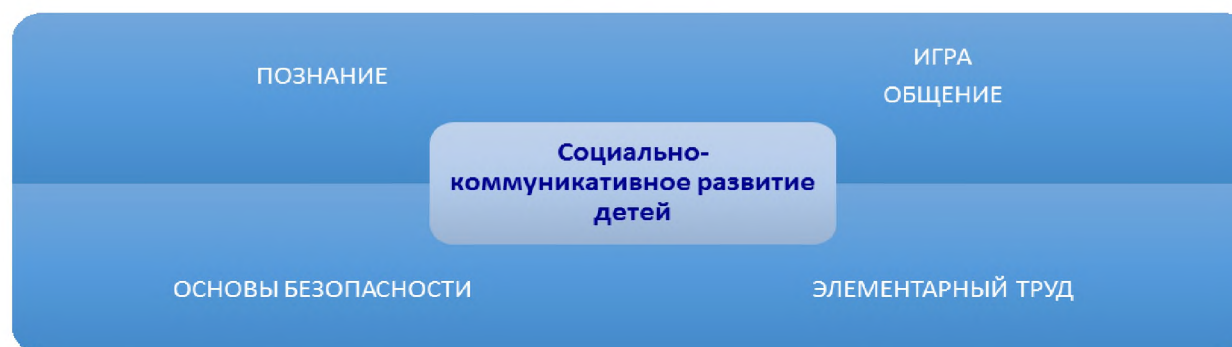 ПОЗНАНИЕ
ИГРА
ОБЩЕНИЕ
Социально-
коммуникативное развитие
детей
ОСНОВЫ БЕЗОПАСНОСТИ
ЭЛЕМЕНТАРНЫЙ ТРУД